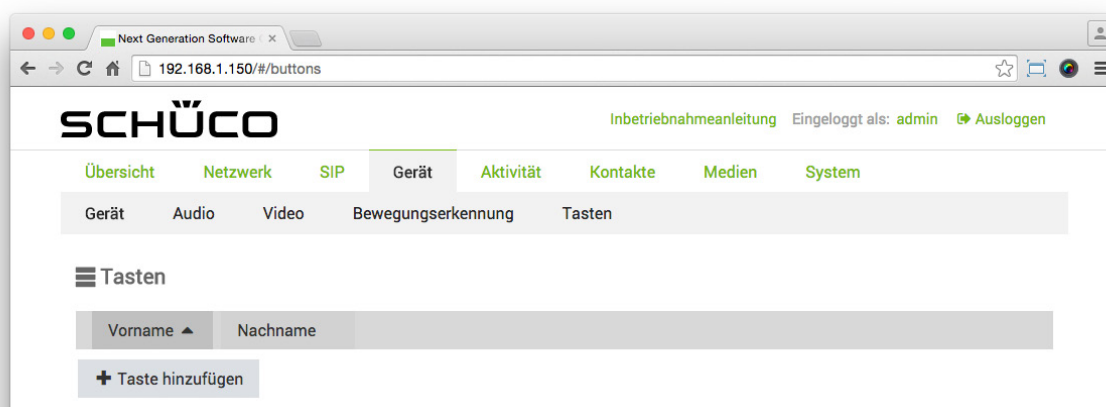 Next Generation Software
192.168.1.150/#/buttons
SCHÜCO
Inbetriebnahmeanleitung Eingeloggt als: admin Ausloggen
Übersicht Netzwerk SIP Gerät Aktivität Kontakte Medien System
Gerät Audio Video Bewegungserkennung Tasten
Tasten
Vorname Nachname
Taste hinzufügen